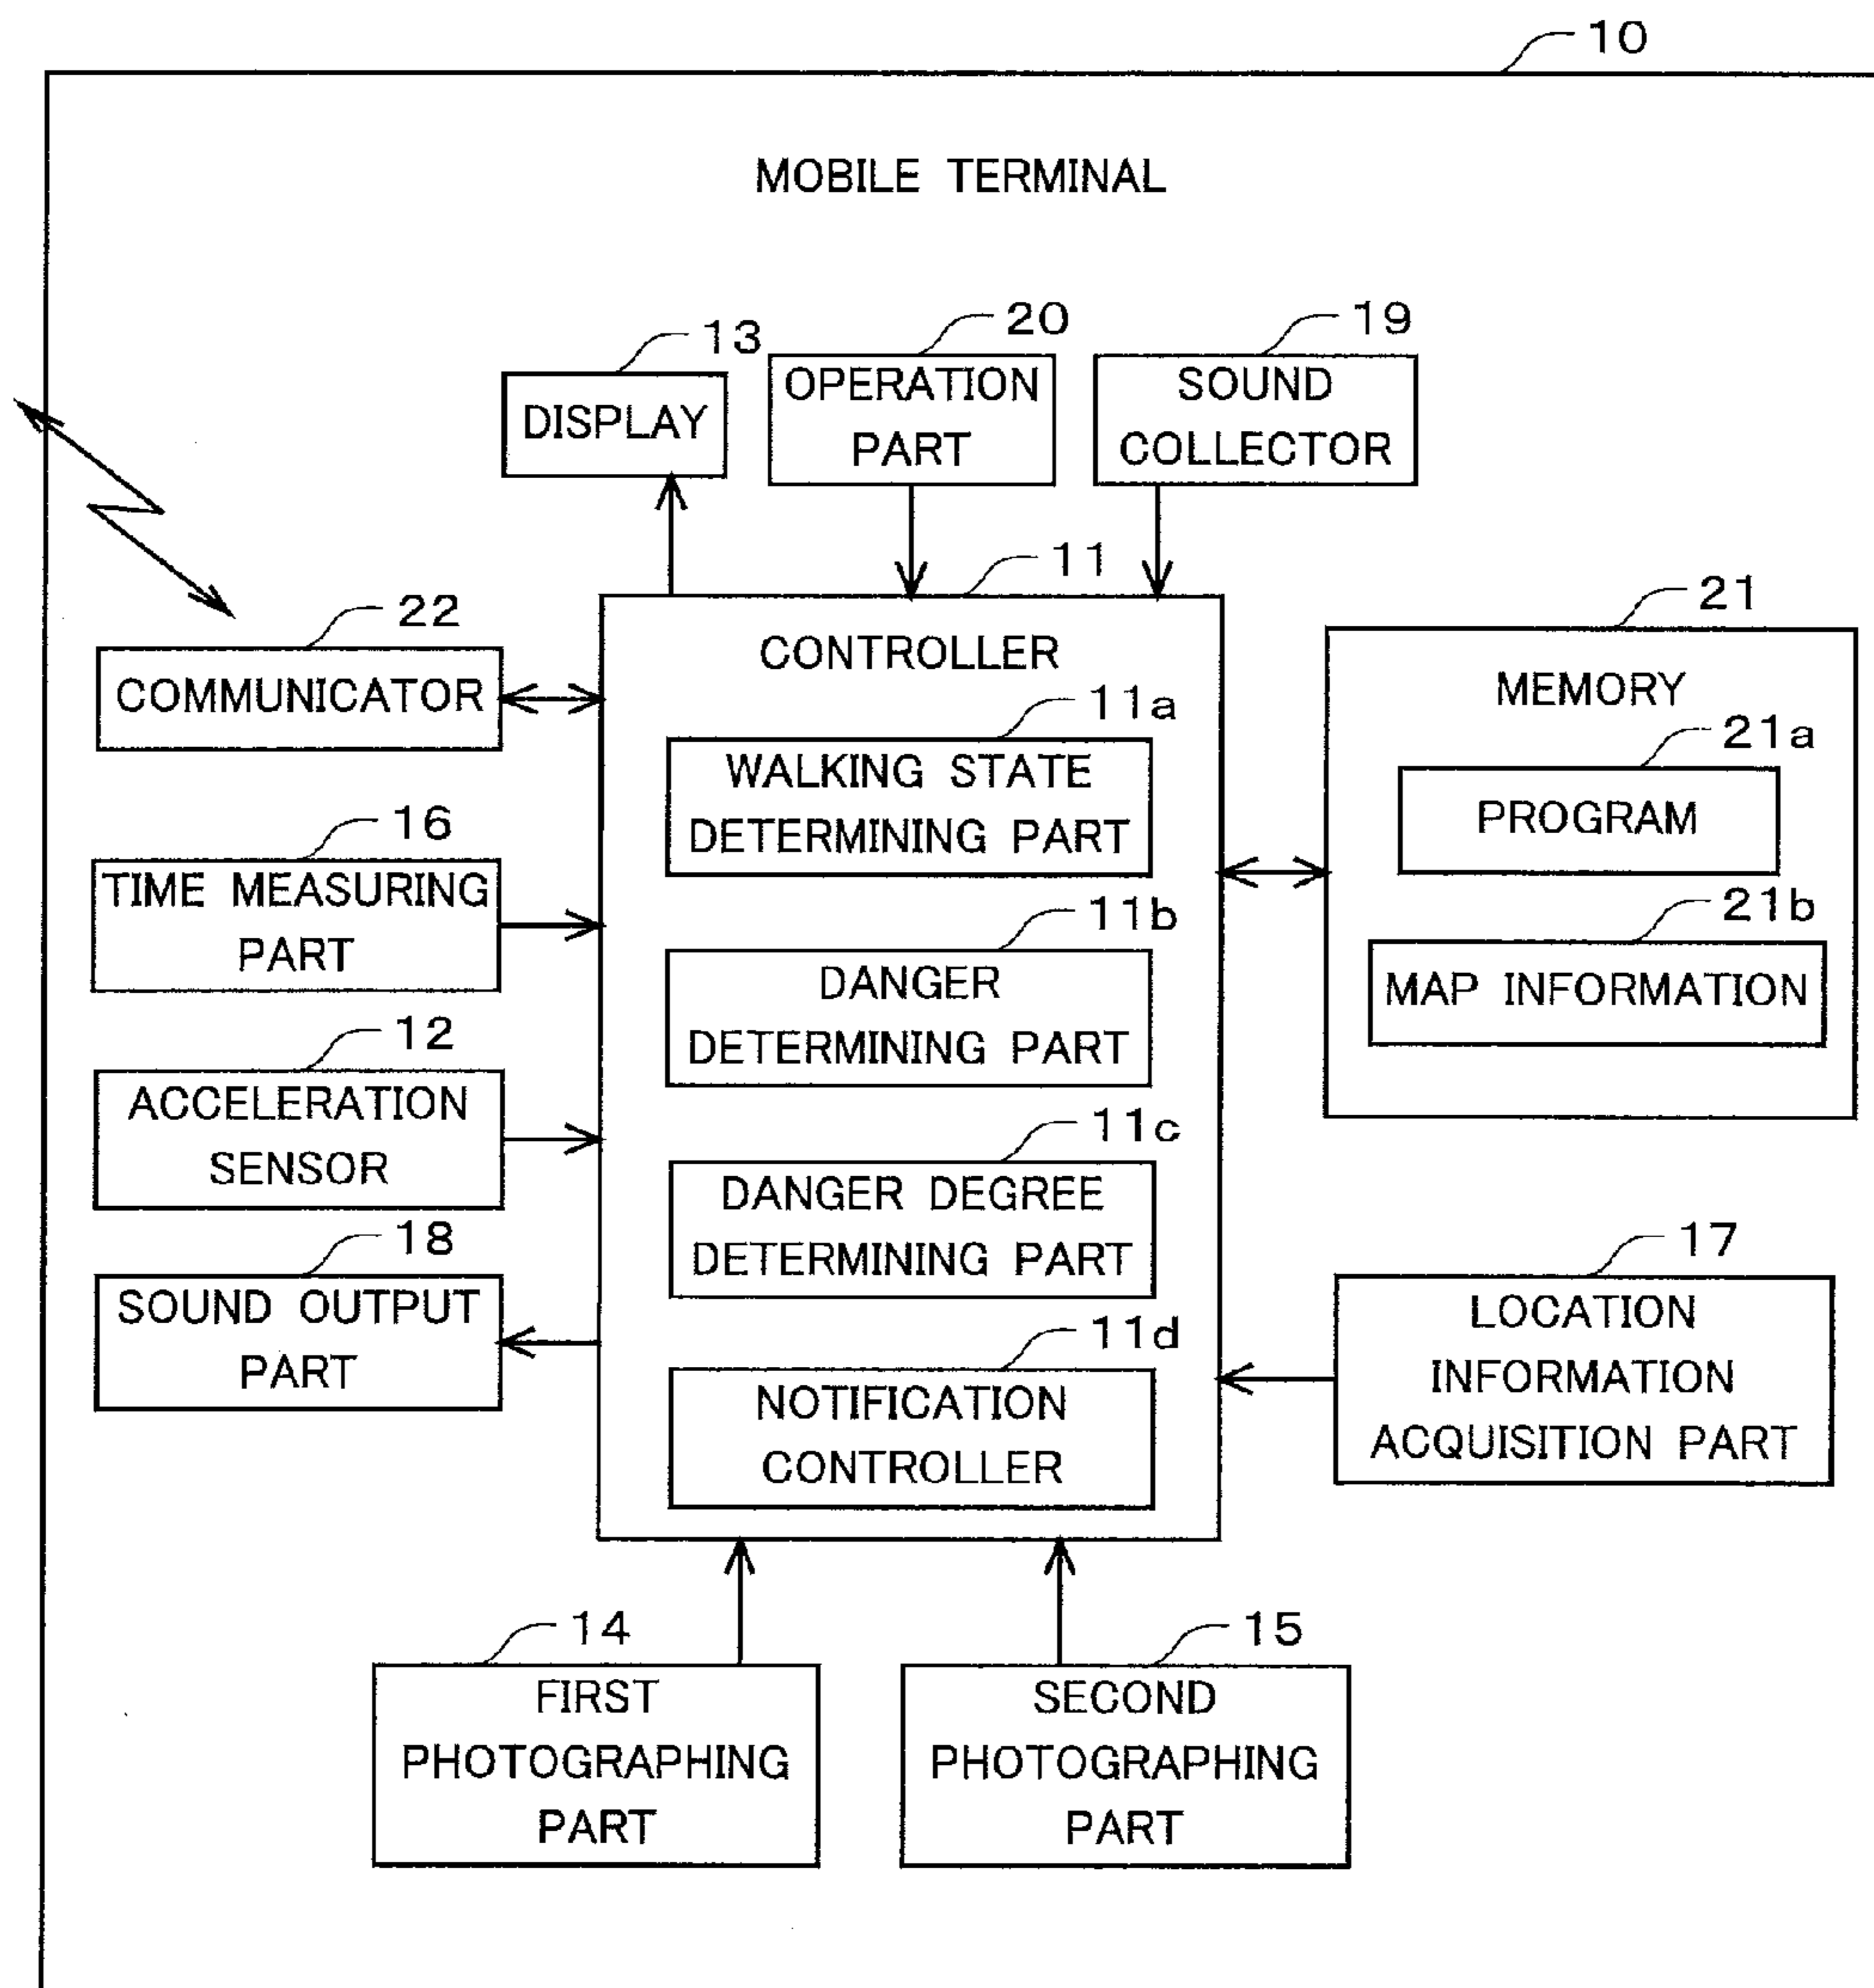 10
MOBILE TERMINAL
13
20
19
DISPLAY
OPERATION
PART
SOUND
COLLECTOR
11
CONTROLLER
22
COMMUNICATOR
16
TIME MEASURING
PART
12
ACCELERATION
SENSOR
18
SOUND OUTPUT
PART
11a
WALKING STATE
DETERMINING PART
11b
DANGER
DETERMINING PART
11c
DANGER DEGREE
DETERMINING PART
11d
NOTIFICATION
CONTROLLER
21
MEMORY
21a
PROGRAM
21b
MAP INFORMATION
17
LOCATION
INFORMATION
ACQUISITION PART
14
FIRST
PHOTOGRAPHING
PART
15
SECOND
PHOTOGRAPHING
PART